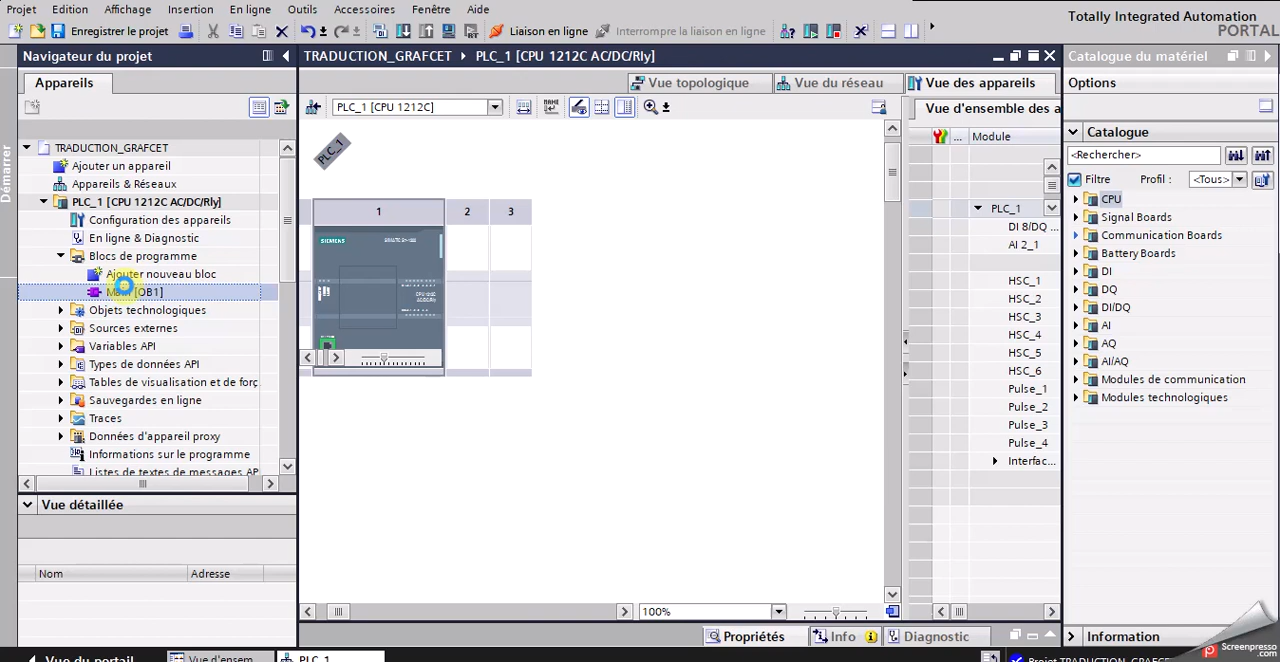 Projet Edition Affichage Insertion En ligne Outils Accessoires Fenêtre Aide
Totally Integrated Automation
PORTAL
Enregistrer le projet
Liaison en ligne
Interrompre la liaison en ligne
Navigateur du projet
TRADUCTION_GRAFCET
PLC_1 [CPU 1212C AC/DC/Rly]
Catalogue du matériel
Appareils
Vue topologique
Vue du réseau
Vue des appareils
Options
PLC_1 [CPU 1212C]
Vue d'ensemble des a
Démarrer
TRADUCTION_GRAFCET
Ajouter un appareil
Appareils & Réseaux
PLC_1 [CPU 1212C AC/DC/Rly]
Configuration des appareils
En ligne & Diagnostic
Blocs de programme
Ajouter nouveau bloc
[OB1]
Objets technologiques
Sources externes
Variables API
Types de données API
Tables de visualisation et forç
Sauvegardes en ligne
Traces
Données d'appareil proxy
Informations sur le programme
Listes de textes de messages AP
Vue détaillée
Nom
Adresse
PLC_1
1
2
3
SIEMENS
100%
... Module
PLC_1
DI 8/DQ ...
AI 2_1
HSC_1
HSC_2
HSC_3
HSC_4
HSC_5
HSC_6
Pulse_1
Pulse_2
Pulse_3
Pulse_4
Interfac...
Catalogue
<Rechercher>
Filtre
Profil :
<Tous>
CPU
Signal Boards
Communication Boards
Battery Boards
DI
DQ
DI/DQ
AI
AQ
AI/AQ
Modules de communication
Modules technologiques
Propriétés
Info
Diagnostic
Information
Vue du portail
Vue d'ensem...
PLC_1
Projet TRADUCTION_GRAFCE
Screenpresso
.com